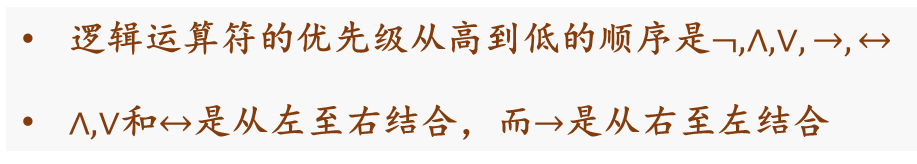 • 逻辑运算符的优先级从高到低的顺序是¬,∧,∨, →, ↔
• ∧,∨和↔是从左至右结合，而→是从右至左结合